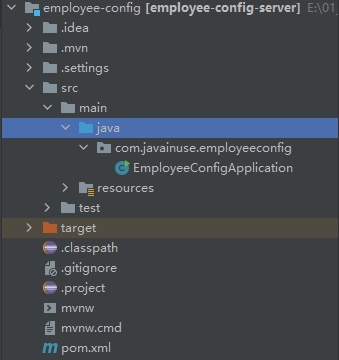 employee-config [employee-config-server] E:\01_
.idea
.mvn
.settings
src
main
java
com.javainuse.employeeconfig
EmployeeConfigApplication
resources
test
target
.classpath
.gitignore
.project
mvnw
mvnw.cmd
pom.xml